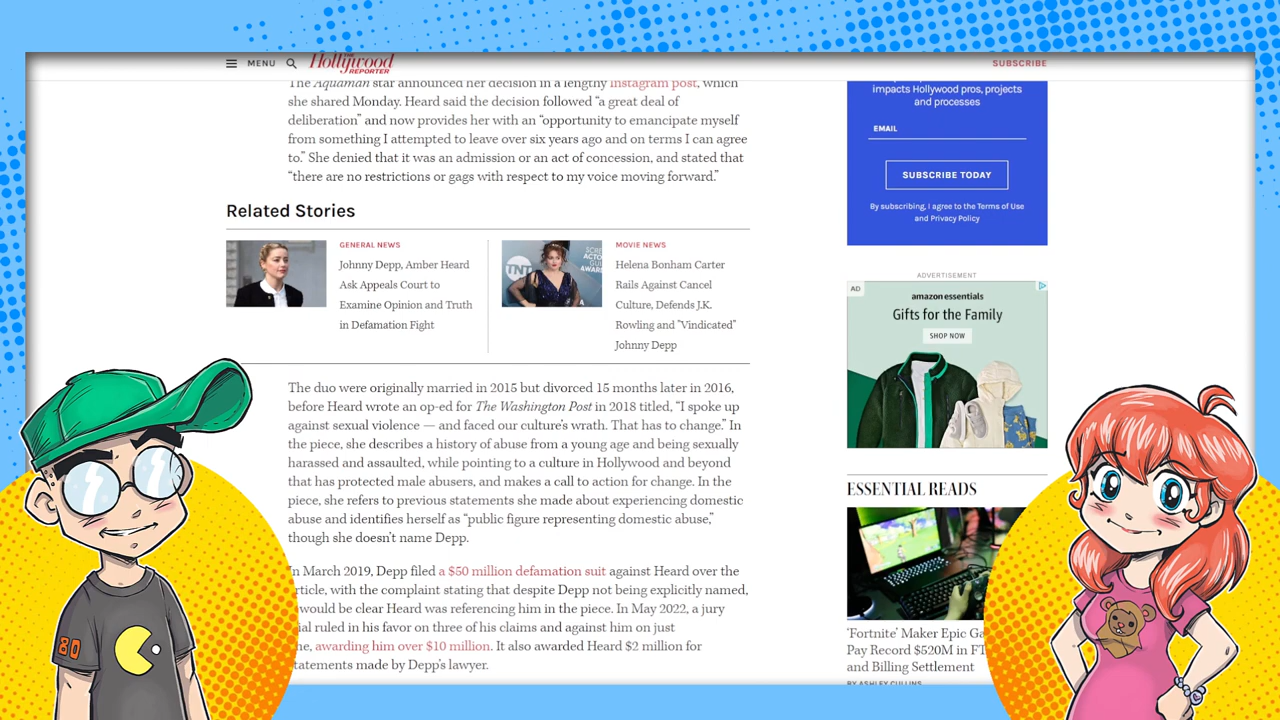 MENU
The Hollywood
REPORTER
SUBSCRIBE
The Aquaman star announced her decision in a lengthy Instagram post, which
she shared Monday. Heard said the decision followed “a great deal of
deliberation” and now provides her with an “opportunity to emancipate myself
from something I attempted to leave over six years ago and on terms I can agree
to.” She denied that it was an admission or an act of concession, and stated that
“there are no restrictions or gags with respect to my voice moving forward.”
Related Stories
GENERAL NEWS
Johnny Depp, Amber Heard
Ask Appeals Court to
Examine Opinion and Truth
in Defamation Fight
TNT
SCREEN
ACTO
GUI
AWAR
MOVIE NEWS
Helena Bonham Carter
Rails Against Cancel
Culture, Defends J.K.
Rowling and "Vindicated"
Johnny Depp
The duo were originally married in 2015 but divorced 15 months later in 2016,
before Heard wrote an op-ed for The Washington Post in 2018 titled, “I spoke up
against sexual violence — and faced our culture’s wrath. That has to change.” In
the piece, she describes a history of abuse from a young age and being sexually
harassed and assaulted, while pointing to a culture in Hollywood and beyond
that has protected male abusers, and makes a call to action for change. In the
piece, she refers to previous statements she made about experiencing domestic
abuse and identifies herself as “public figure representing domestic abuse,”
though she doesn’t name Depp.
In March 2019, Depp filed a $50 million defamation suit against Heard over the
rticle, with the complaint stating that despite Depp not being explicitly named,
would be clear Heard was referencing him in the piece. In May 2022, a jury
ial ruled in his favor on three of his claims and against him on just
ne, awarding him over $10 million. It also awarded Heard $2 million for
tatements made by Depp’s lawyer.
impacts Hollywood pros, projects
and processes
EMAIL
SUBSCRIBE TODAY
By subscribing, I agree to the Terms of Use
and Privacy Policy
ADVERTISEMENT
AD
amazon essentials
Gifts for the Family
SHOP NOW
ESSENTIAL READS
‘Fortnite’ Maker Epic Ga
Pay Record $520M in FT
and Billing Settlement
BY ASHLEY CULLINS
80